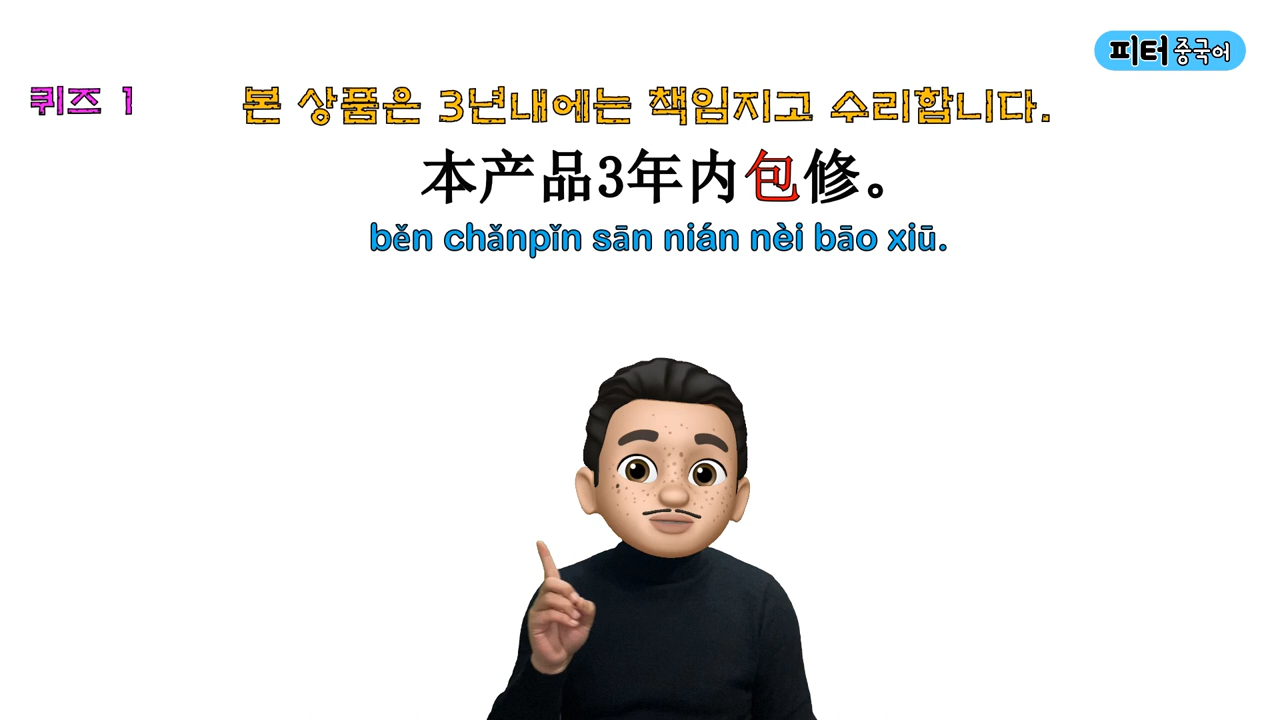 피터 중국어
퀴즈 1
본 상품은 3년내에는 책임지고 수리합니다.
本产品3年内包修。
běn chǎnpǐn sān nián nèi bāo xiū.